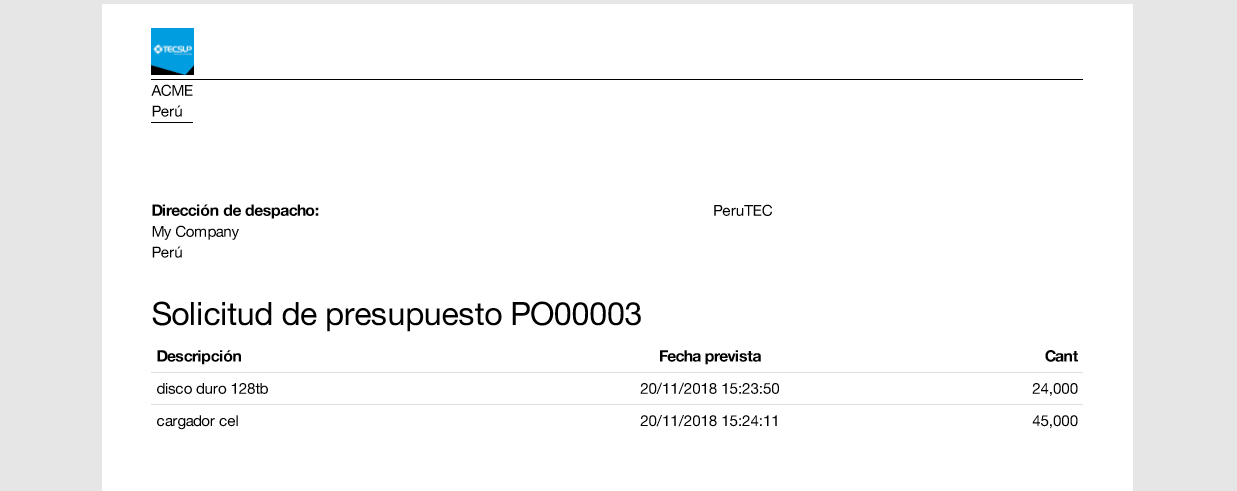 TECSUP
ACME
Perú
Dirección de despacho:
PeruTEC
My Company
Perú
Solicitud de presupuesto PO00003
Descripción Fecha prevista Cant
disco duro 128tb 20/11/2018 15:23:50 24,000
cargador cel 20/11/2018 15:24:11 45,000